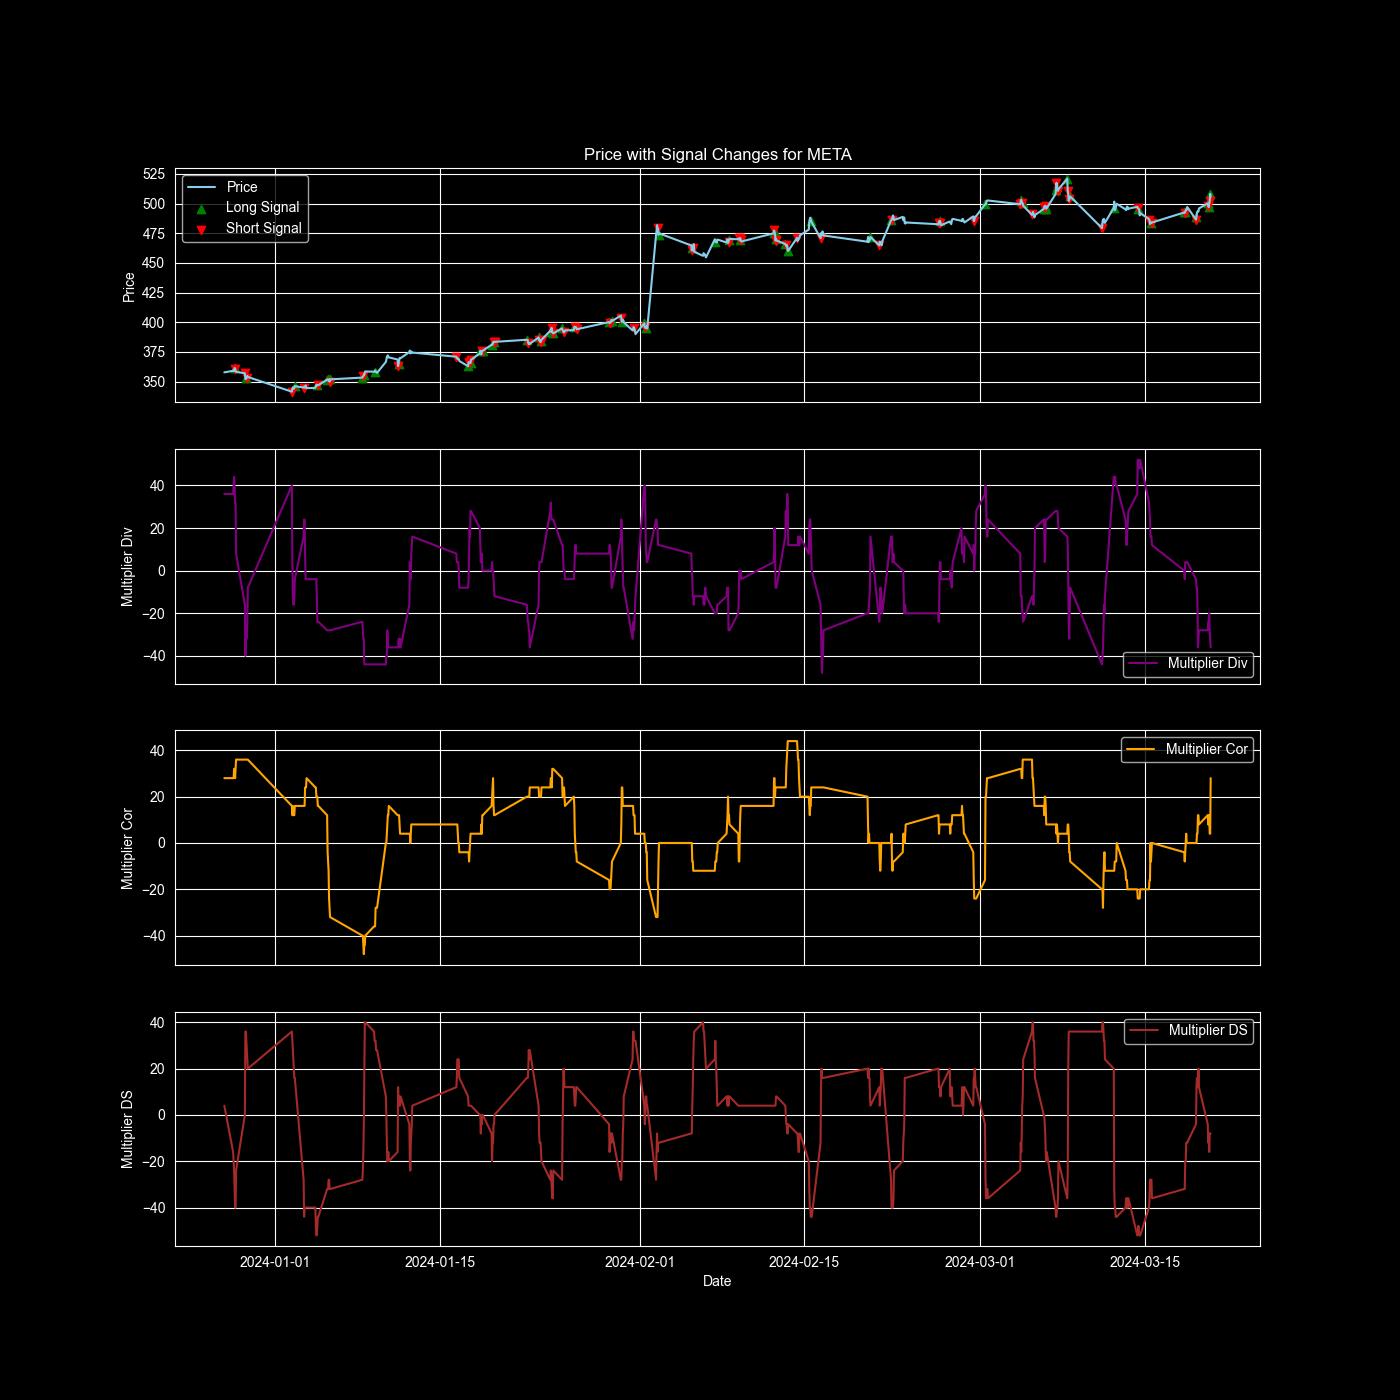 Price with Signal Changes for META
525
500
475
450
425
400
375
350
Price
Price
Long Signal
Short Signal
40
20
0
−20
−40
Multiplier Div
Multiplier Div
40
20
0
−20
−40
Multiplier Cor
Multiplier Cor
40
20
0
−20
−40
Multiplier DS
Multiplier DS
2024-01-01 2024-01-15 2024-02-01 2024-02-15 2024-03-01 2024-03-15
Date